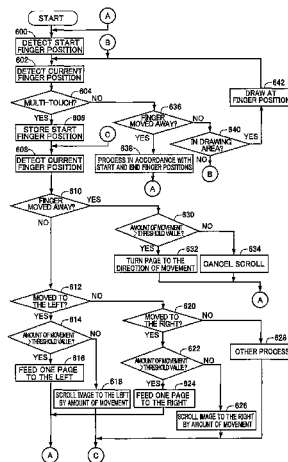 START
A
600
DETECT START
FINGER POSITION
B
602
DETECT CURRENT
FINGER POSITION
642
DRAW AT
FINGER POSITION
604
MULTI-TOUCH?
NO
636
FINGER
MOVED AWAY?
NO
640
YES
606
STORE START
FINGER POSITION
C
YES
638
IN DRAWING
AREA?
YES
608
DETECT CURRENT
FINGER POSITION
PROCESS IN ACCORDANCE WITH
START AND END FINGER POSITIONS
NO
A
B
610
FINGER
MOVED AWAY?
YES
630
AMOUNT OF MOVEMENT
> THRESHOLD VALUE?
NO
NO
YES
632
634
TURN PAGE TO THE
DIRECTION OF MOVEMENT
CANCEL SCROLL
612
A
MOVED TO
THE LEFT?
NO
620
YES
614
MOVED TO
THE RIGHT?
NO
AMOUNT OF MOVEMENT
> THRESHOLD VALUE?
NO
YES
622
628
YES
616
AMOUNT OF MOVEMENT
> THRESHOLD VALUE?
NO
OTHER PROCESS
FEED ONE PAGE
TO THE LEFT
618
YES
624
SCROLL IMAGE TO THE LEFT
BY AMOUNT OF MOVEMENT
FEED ONE PAGE
TO THE RIGHT
626
SCROLL IMAGE TO THE RIGHT
BY AMOUNT OF MOVEMENT
A
C